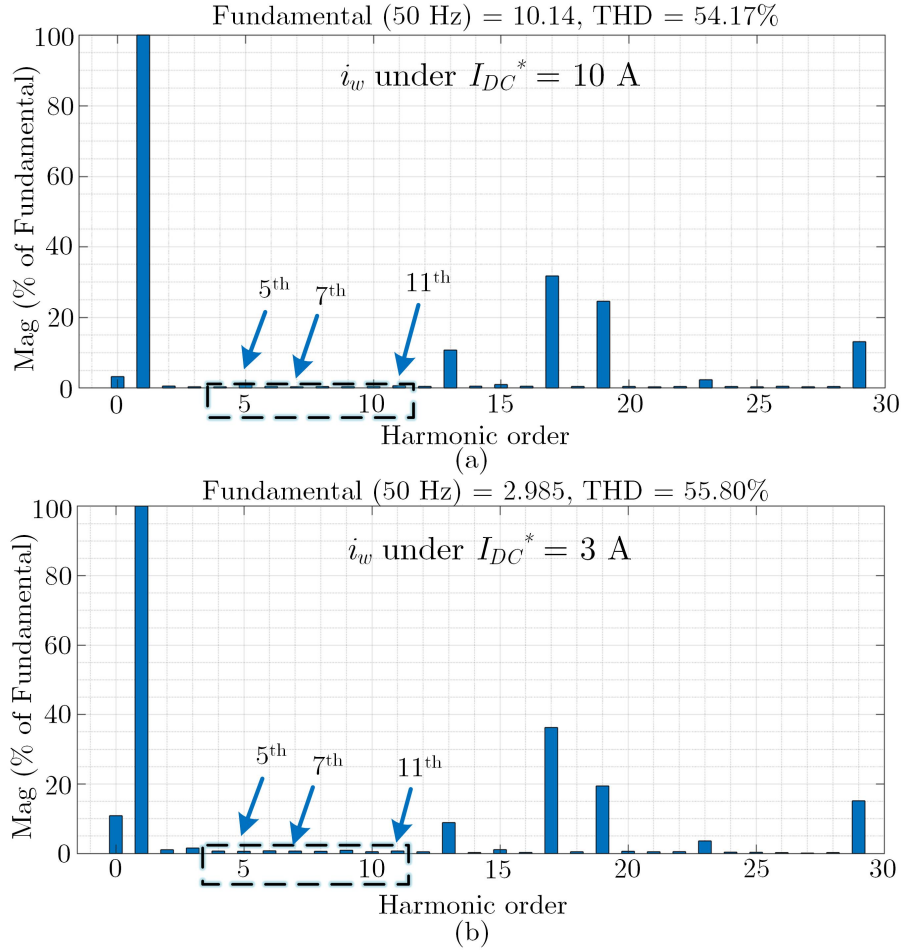 Fundamental (50 Hz) = 10.14, THD = 54.17%
i_w under I_DC* = 10 A
Mag (% of Fundamental)
100
80
60
40
20
0
5th
7th
11th
0 5 10 15 20 25 30
Harmonic order
(a)
Fundamental (50 Hz) = 2.985, THD = 55.80%
i_w under I_DC* = 3 A
Mag (% of Fundamental)
100
80
60
40
20
0
5th
7th
11th
0 5 10 15 20 25 30
Harmonic order
(b)